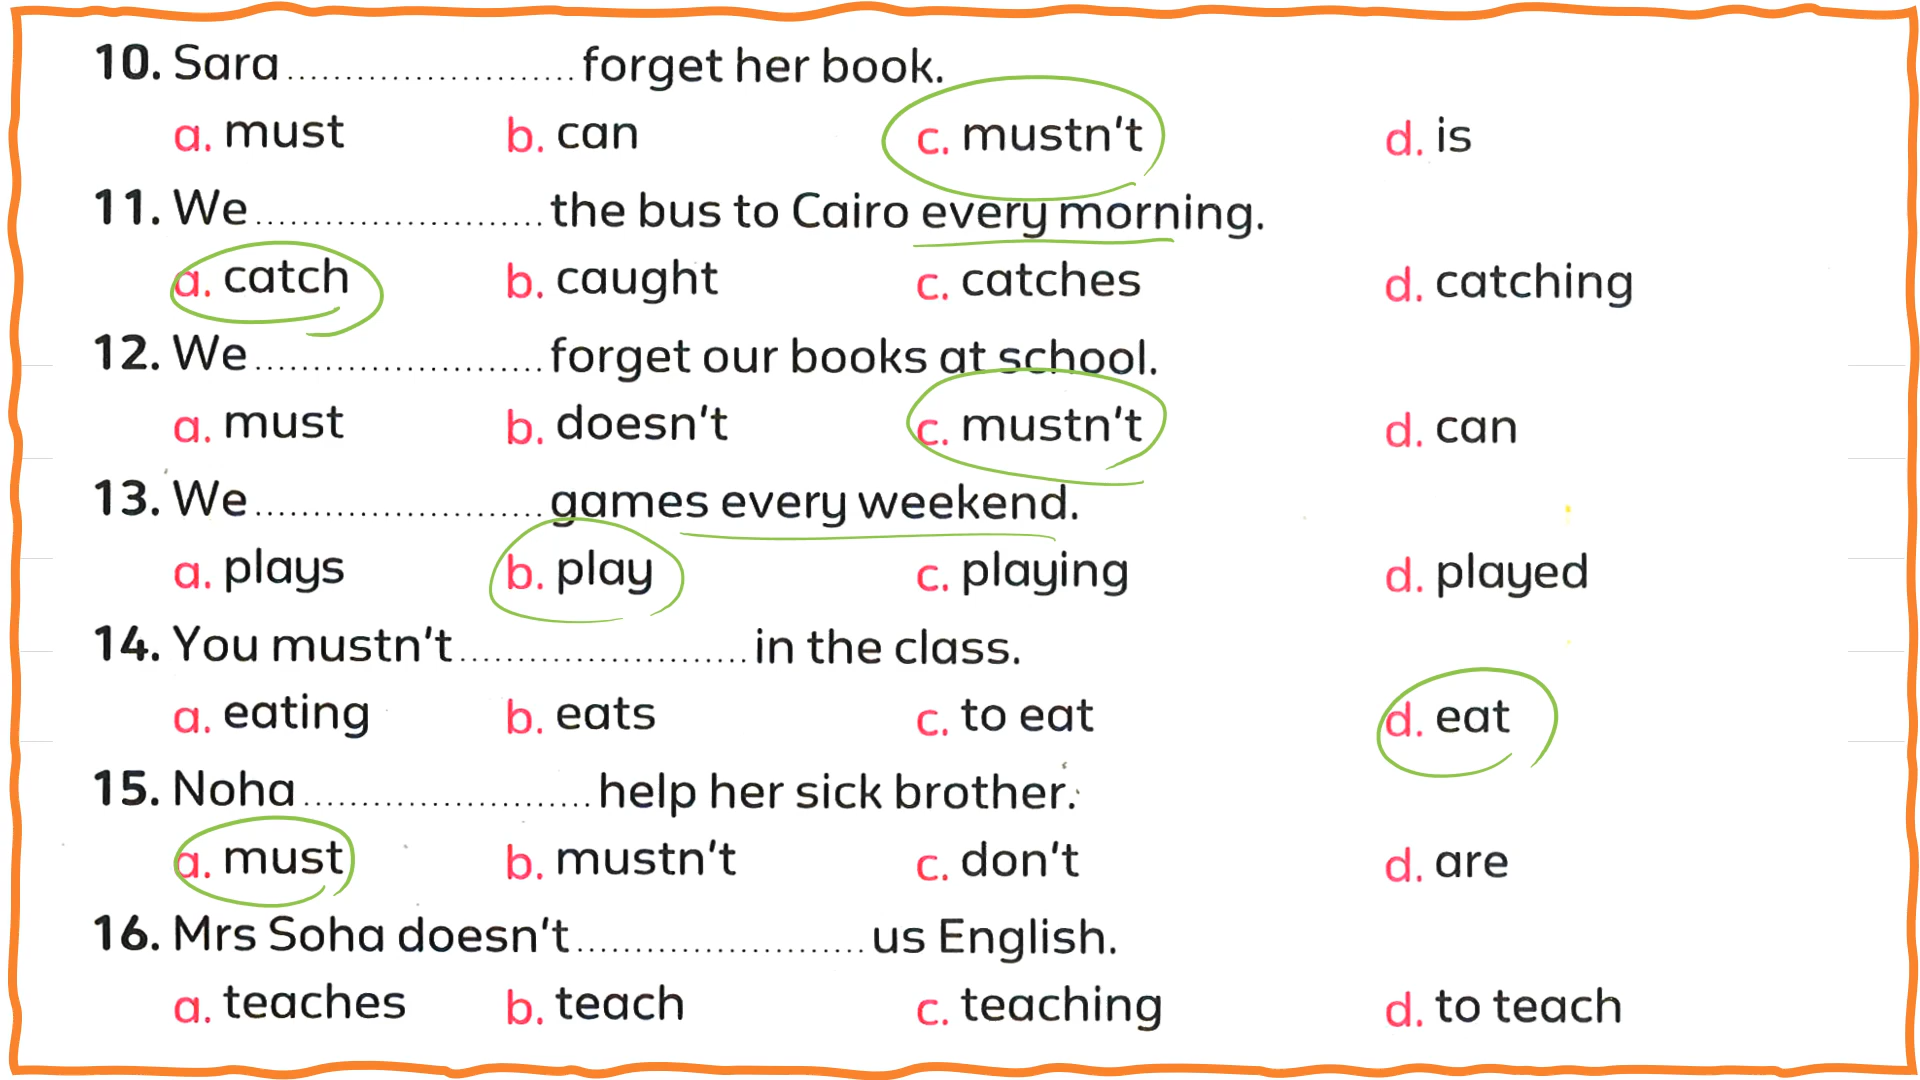 10. Sara ........................ forget her book.
a. must b. can c. mustn't d. is
11. We ........................ the bus to Cairo every morning.
a. catch b. caught c. catches d. catching
12. We ........................ forget our books at school.
a. must b. doesn't c. mustn't d. can
13. We ........................ games every weekend.
a. plays b. play c. playing d. played
14. You mustn't ........................ in the class.
a. eating b. eats c. to eat d. eat
15. Noha ........................ help her sick brother.
a. must b. mustn't c. don't d. are
16. Mrs Soha doesn't ........................ us English.
a. teaches b. teach c. teaching d. to teach